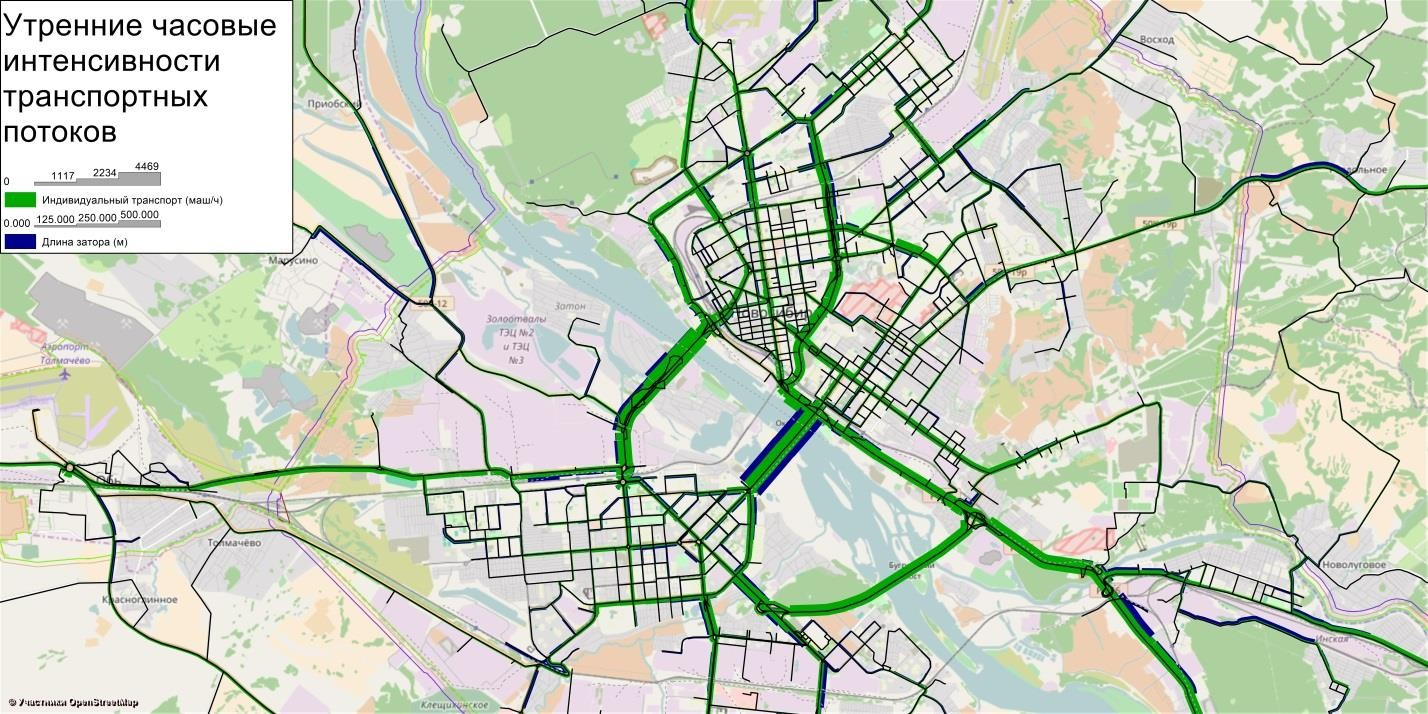 Утренние часовые
интенсивности
транспортных
потоков
0 1117 2234 4469
Индивидуальный транспорт (маш/ч)
0.000 125.000 250.000 500.000
Длина затора (м)
Восход
Приобский
Марусино
Затон
Золоотвалы
ТЭЦ №2
и ТЭЦ
№3
Аэропорт
Толмачёво
Толмачёво
Красноглинное
Новолуговое
Инская
Клещихинское
© Участники OpenStreetMap